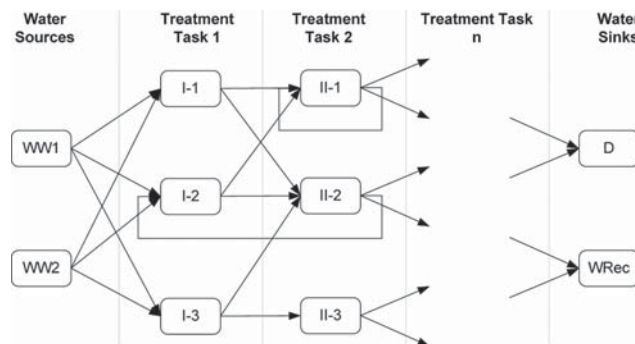 Water Sources
Treatment Task 1
Treatment Task 2
Treatment Task n
Water Sinks
I-1
II-1
WW1
D
I-2
II-2
WW2
WRec
I-3
II-3